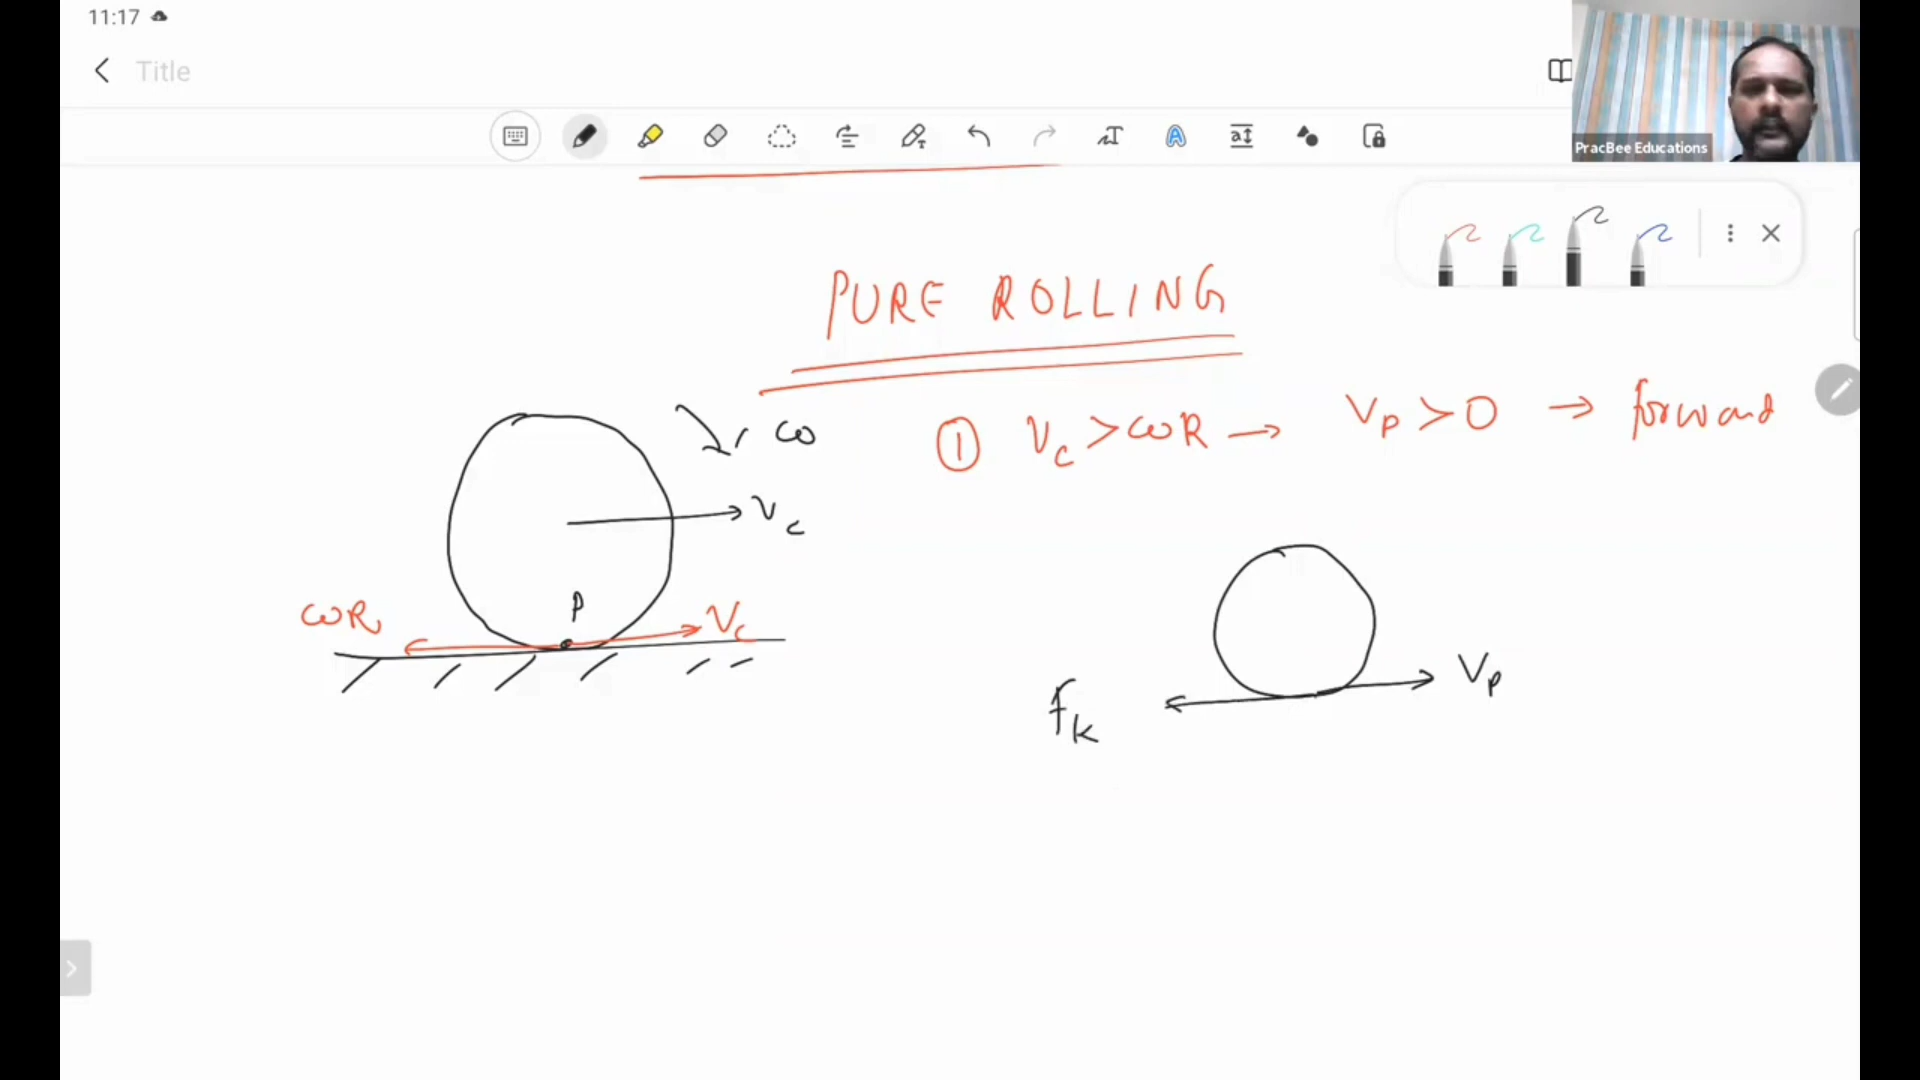 11:17
Title
PracBee Educations
PURE ROLLING
① Vc > ωR → Vp > 0 → forward
ω
Vc
P
ωR
Vc
fk
Vp